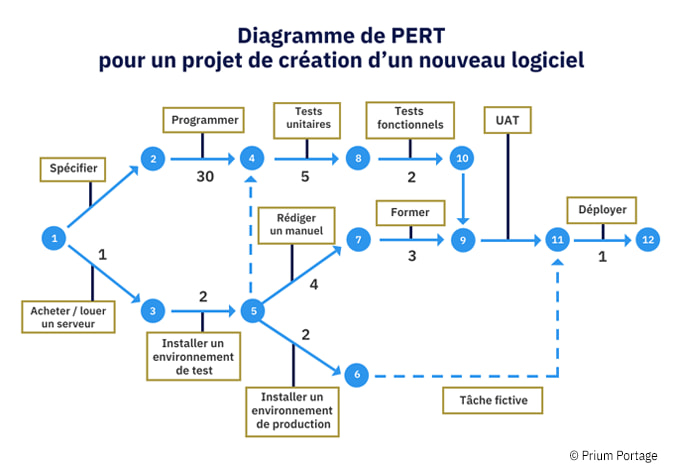 Diagramme de PERT
pour un projet de création d'un nouveau logiciel
Programmer
Tests
unitaires
Tests
fonctionnels
UAT
Spécifier
2
4
8
10
30
5
2
1
Rédiger
un manuel
Former
Déployer
7
9
11
12
1
3
1
2
4
Acheter / louer
un serveur
3
5
2
Installer un
environnement
de test
6
Installer un
environnement
de production
Tâche fictive
© Prium Portage